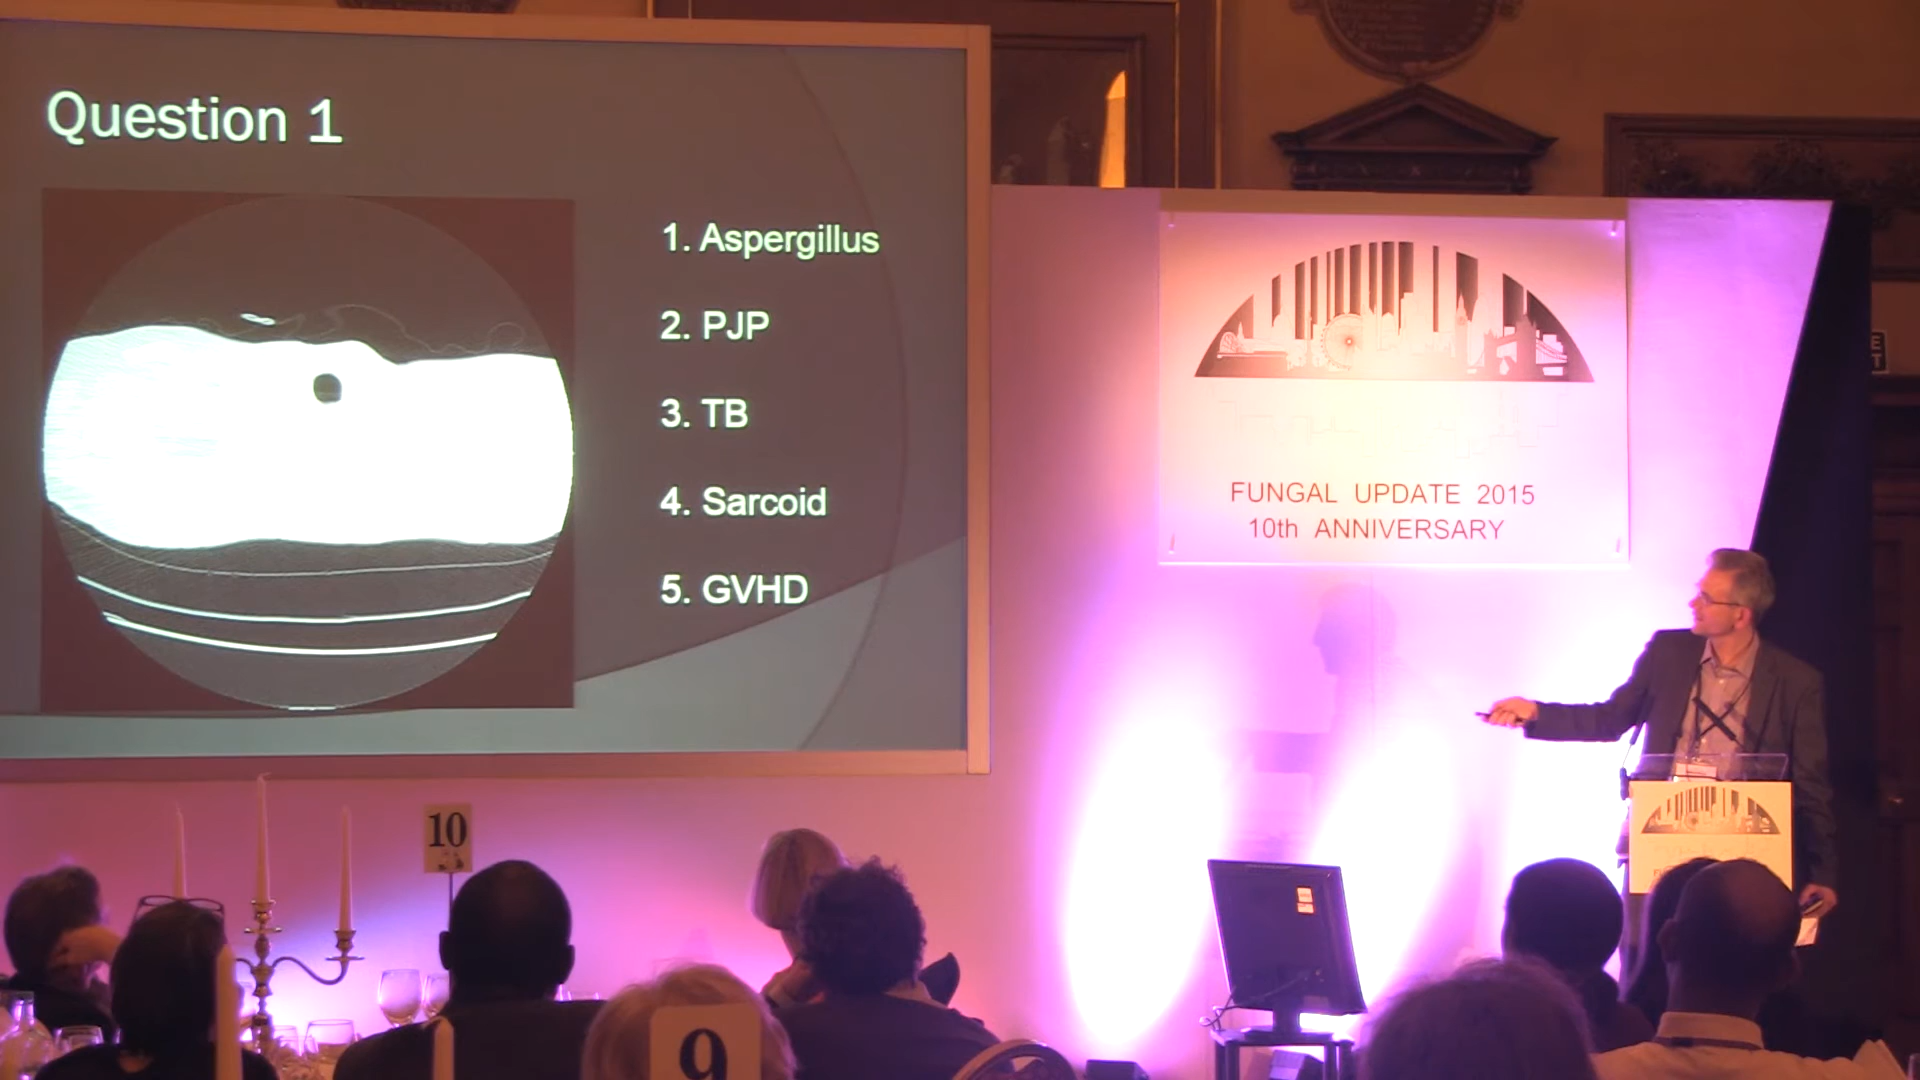 Question 1
1. Aspergillus
2. PJP
3. TB
4. Sarcoid
5. GVHD
FUNGAL UPDATE 2015
10th ANNIVERSARY
10
9